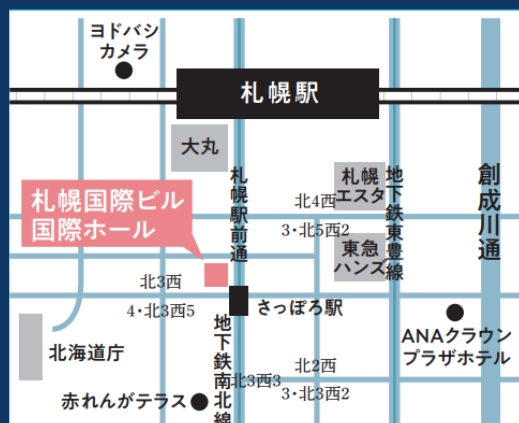 ヨドバシ
カメラ
札幌駅
大丸
札幌駅前通
札幌
エスタ
地下鉄東豊線
創成川通
札幌国際ビル
国際ホール
北4西
3・北5西2
東急
ハンズ
北3西
4・北3西5
さっぽろ駅
ANAクラウン
プラザホテル
北海道庁
地下鉄南北線
北2西
北3西3
3・北3西2
赤れんがテラス